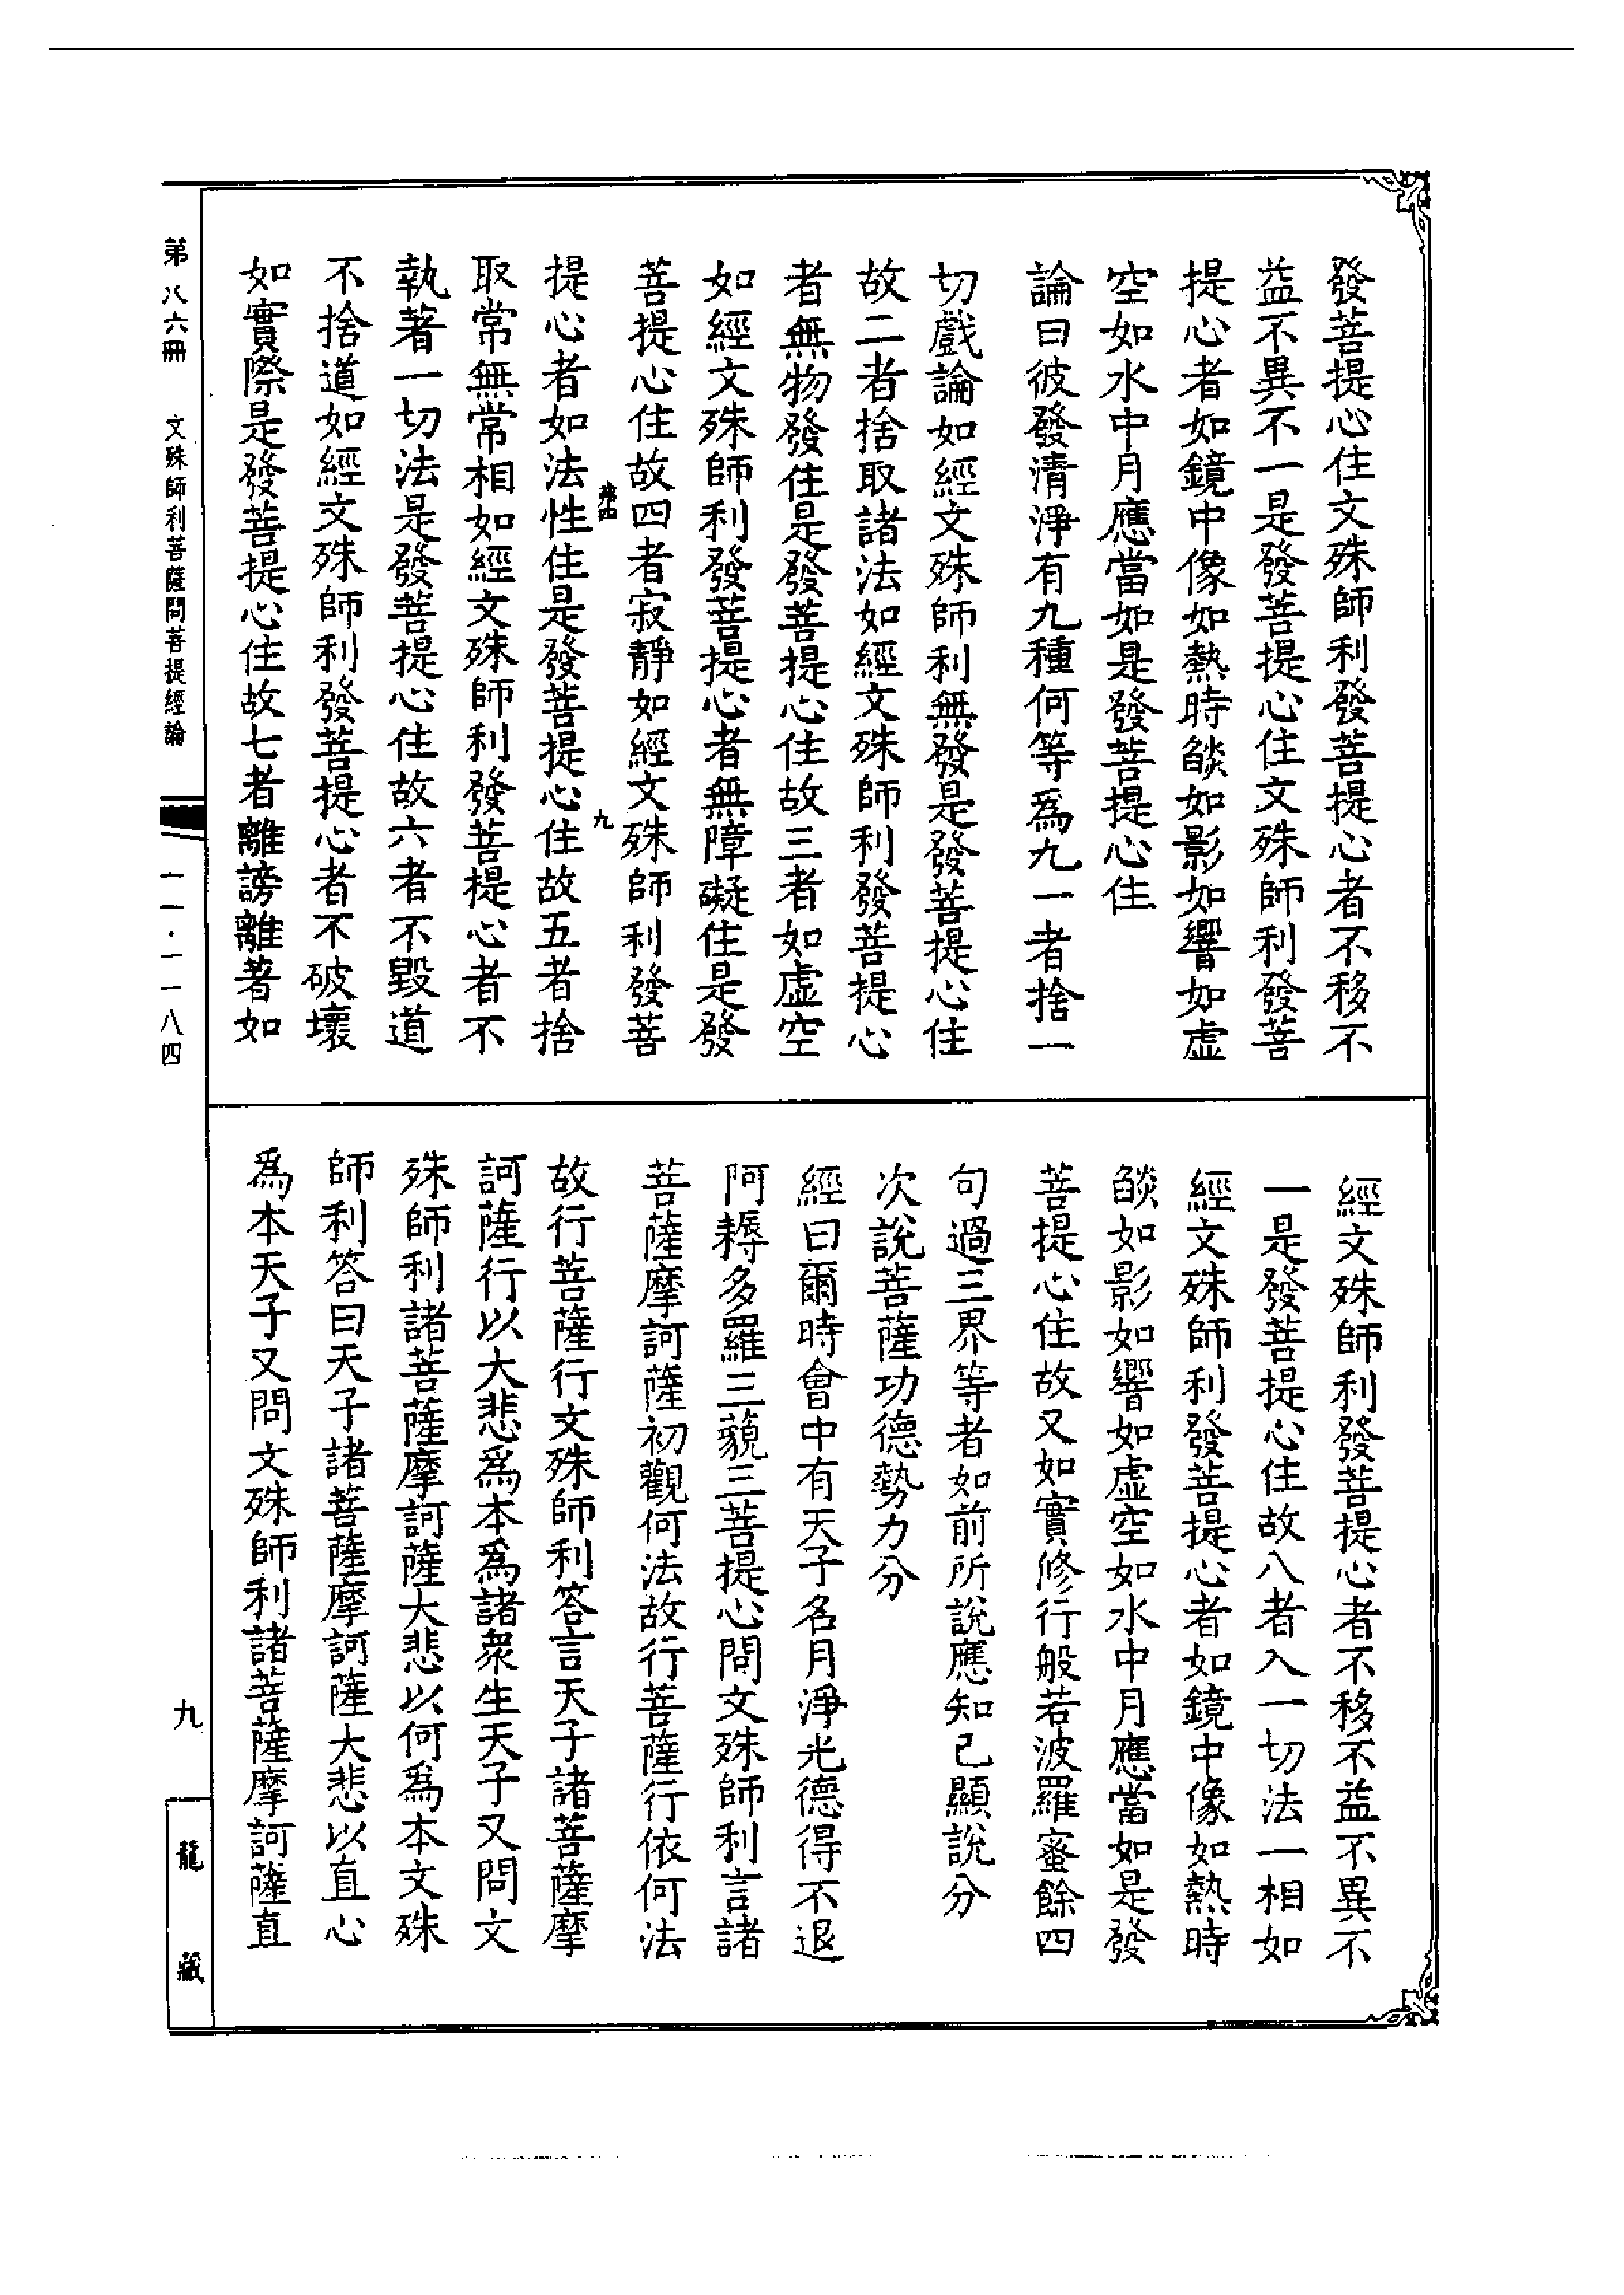 發菩提心住文殊師利發菩提心者不移不
益不異不一是發菩提心住文殊師利發菩
提心者如鏡中像如熱時燄如影如響如虛
空如水中月應當如是發菩提心住
論曰彼發清淨有九種何等爲九一者捨一
切戲論如經文殊師利無發是發菩提心住
故二者捨取諸法如經文殊師利發菩提心
者無物發住是發菩提心住故三者如虛空
如經文殊師利發菩提心者無障礙住是發
菩提心住故四者寂靜如經文殊師利發菩
九
提心者如法性住是發菩提心住故五者捨
取常無常相如經文殊師利發菩提心者不
執著一切法是發菩提心住故六者不毀道
不捨道如經文殊師利發菩提心者不破壞
如實際是發菩提心住故七者離謗離著如
經文殊師利發菩提心者不移不益不異不
一是發菩提心住故八者入一切法一相如
經文殊師利發菩提心者如鏡中像如熱時
燄如影如響如虛空如水中月應當如是發
菩提心住故又如實修行般若波羅蜜餘四
句過三界等者如前所說應知已顯說分
次說菩薩功德勢力分
經曰爾時會中有天子名月淨光德得不退
阿耨多羅三藐三菩提心問文殊師利言諸
菩薩摩訶薩初觀何法故行菩薩行依何法
故行菩薩行文殊師利答言天子諸菩薩摩
訶薩行以大悲爲本爲諸衆生天子又問文
殊師利諸菩薩摩訶薩大悲以何爲本文殊
師利答曰天子諸菩薩摩訶薩大悲以直心
爲本天子又問文殊師利諸菩薩摩訶薩直
第八六冊 文殊師利菩薩問菩提經論
一一·一一八四
九
龍藏